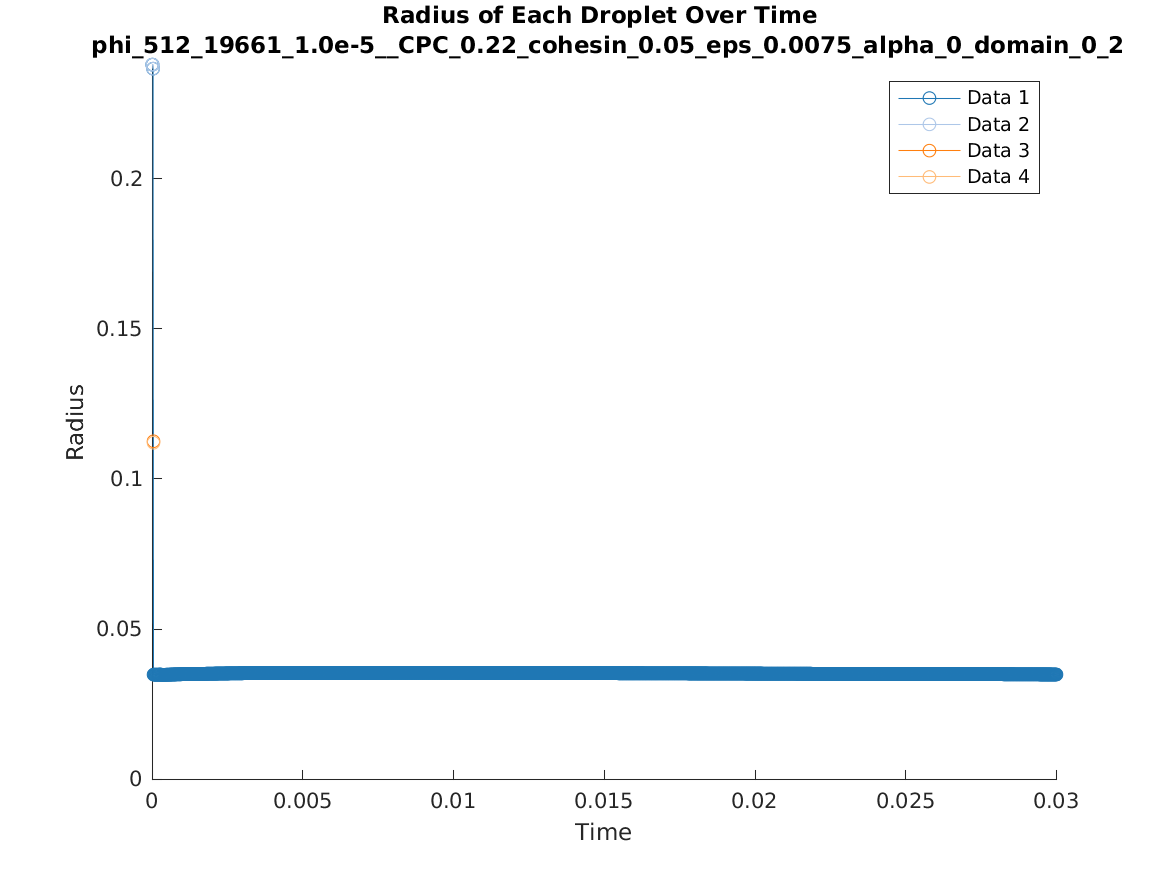 Radius of Each Droplet Over Time
phi_512_19661_1.0e-5__CPC_0.22_cohesin_0.05_eps_0.0075_alpha_0_domain_0_2
Data 1
Data 2
Data 3
Data 4
0.2
0.15
0.1
0.05
0
Radius
0
0.005
0.01
0.015
0.02
0.025
0.03
Time